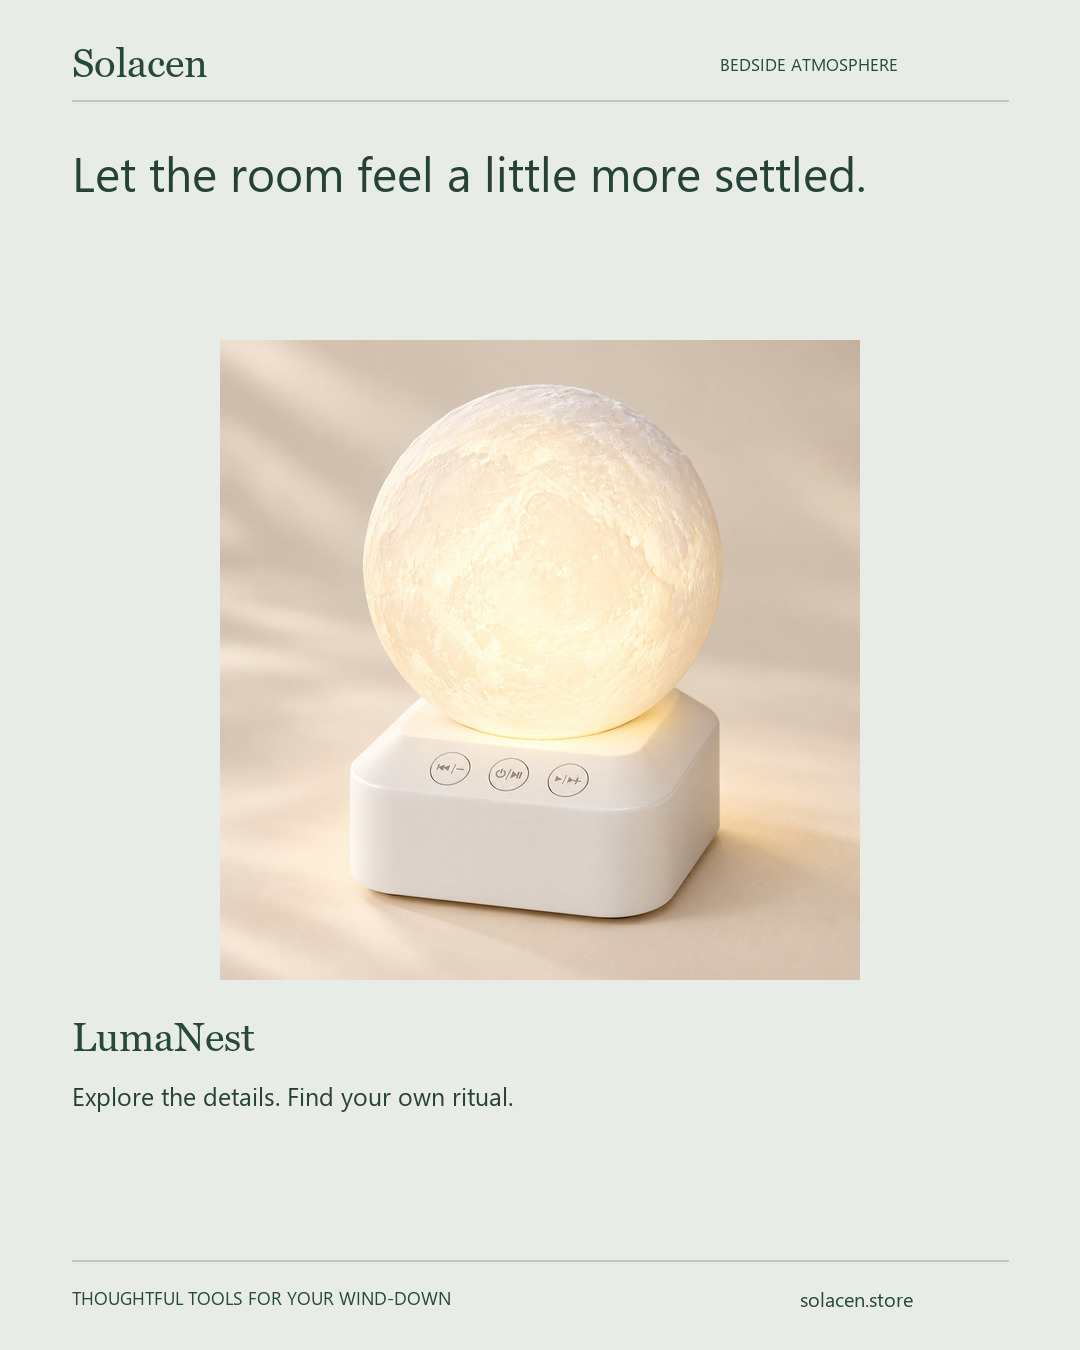 Solacen
BEDSIDE ATMOSPHERE
Let the room feel a little more settled.
LumaNest
Explore the details. Find your own ritual.
THOUGHTFUL TOOLS FOR YOUR WIND-DOWN
solacen.store